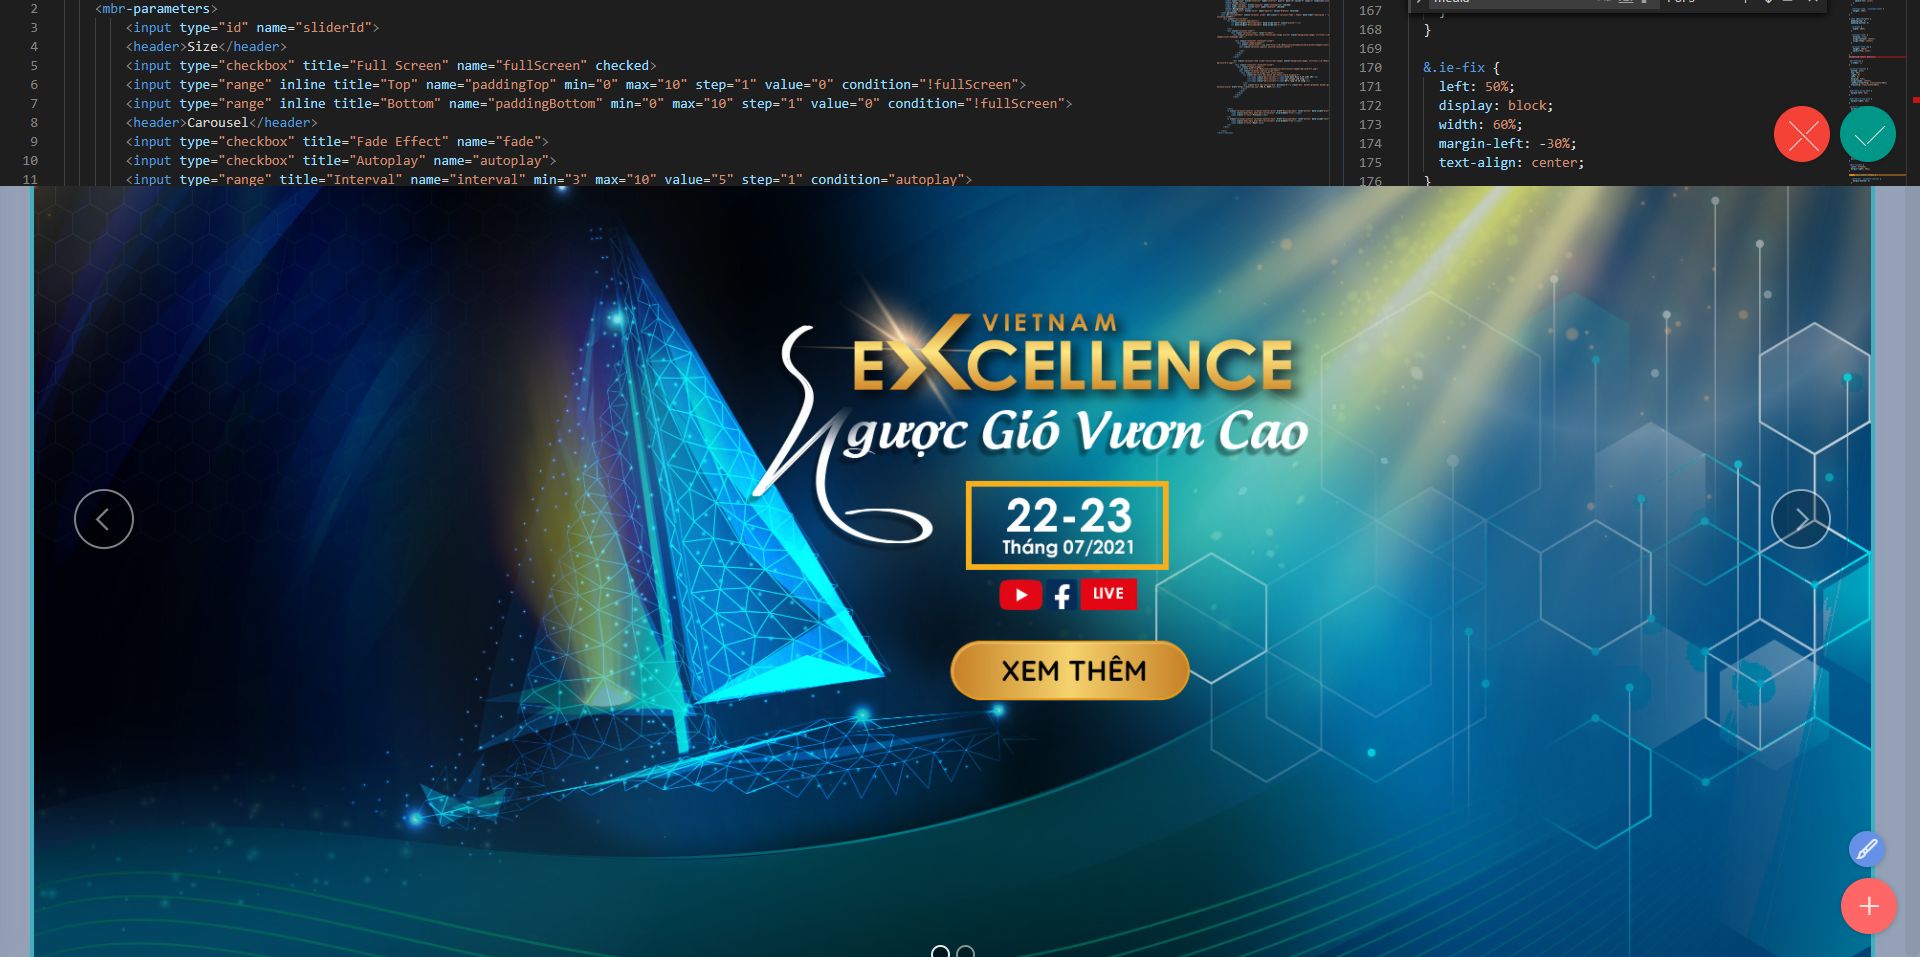 2 <mbr-parameters>
3 <input type="id" name="sliderId">
4 <header>Size</header>
5 <input type="checkbox" title="Full Screen" name="fullScreen" checked>
6 <input type="range" inline title="Top" name="paddingTop" min="0" max="10" step="1" value="0" condition="!fullScreen">
7 <input type="range" inline title="Bottom" name="paddingBottom" min="0" max="10" step="1" value="0" condition="!fullScreen">
8 <header>Carousel</header>
9 <input type="checkbox" title="Fade Effect" name="fade">
10 <input type="checkbox" title="Autoplay" name="autoplay">
11 <input type="range" title="Interval" name="interval" min="3" max="10" value="5" step="1" condition="autoplay">
167 }
168 }
169
170 &.ie-fix {
171 left: 50%;
172 display: block;
173 width: 60%;
174 margin-left: -30%;
175 text-align: center;
176 }
VIETNAM
EXCELLENCE
Ngược Gió Vươn Cao
22-23
Tháng 07/2021
LIVE
XEM THÊM